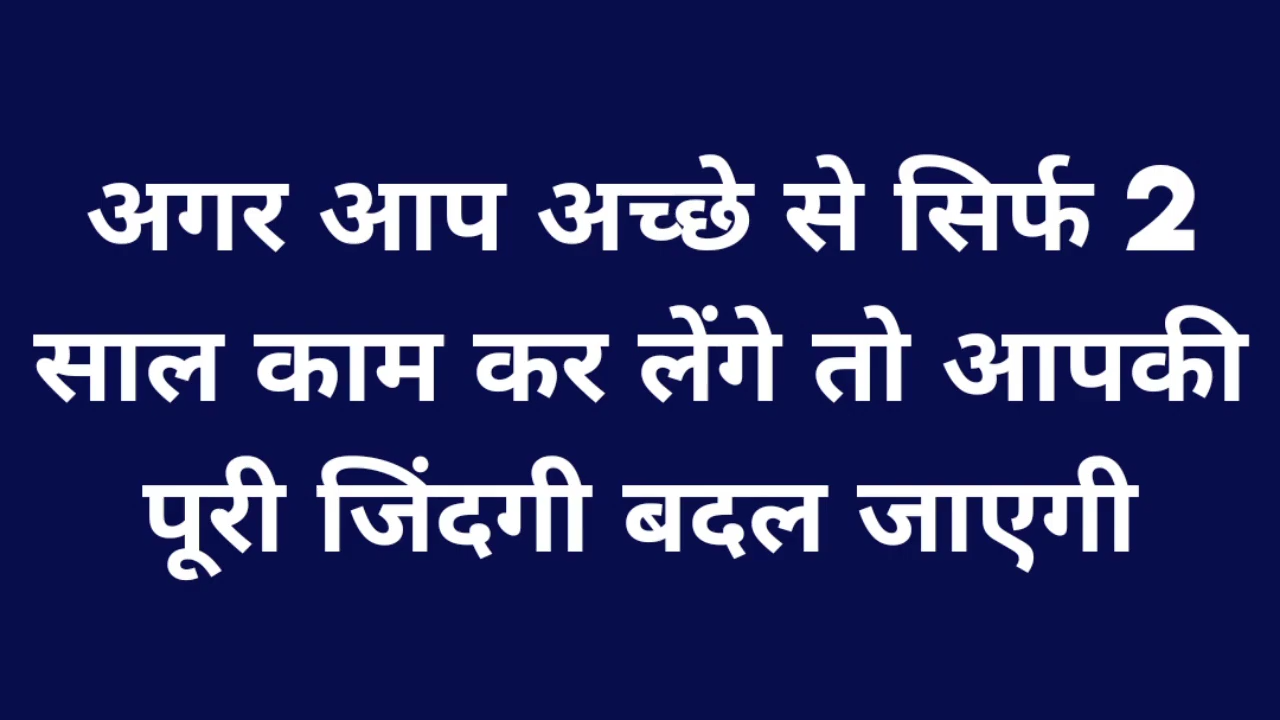 अगर आप अच्छे से सिर्फ 2
साल काम कर लेंगे तो आपकी
पूरी जिंदगी बदल जाएगी